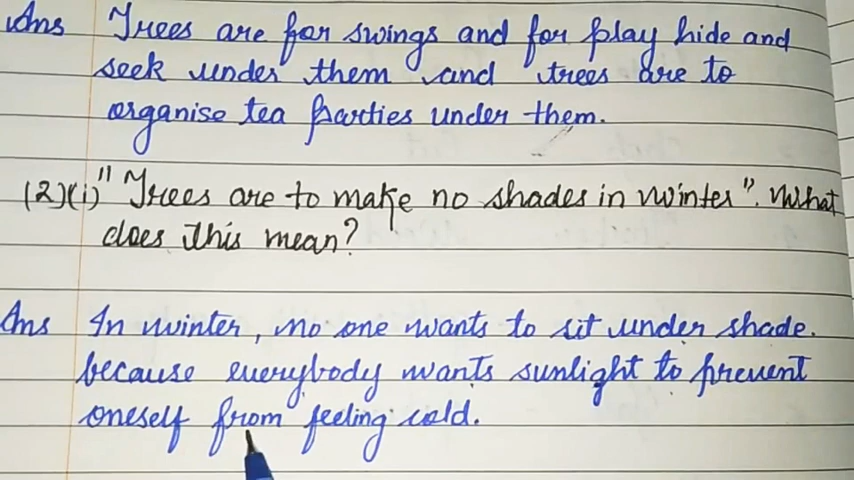 Ans Trees are for swings and for play hide and
seek under them and trees are to
organise tea parties under them.
(2)(i) "Trees are to make no shades in winter". What
does this mean?
Ans In winter, no one wants to sit under shade.
because everybody wants sunlight to prevent
oneself from feeling cold.